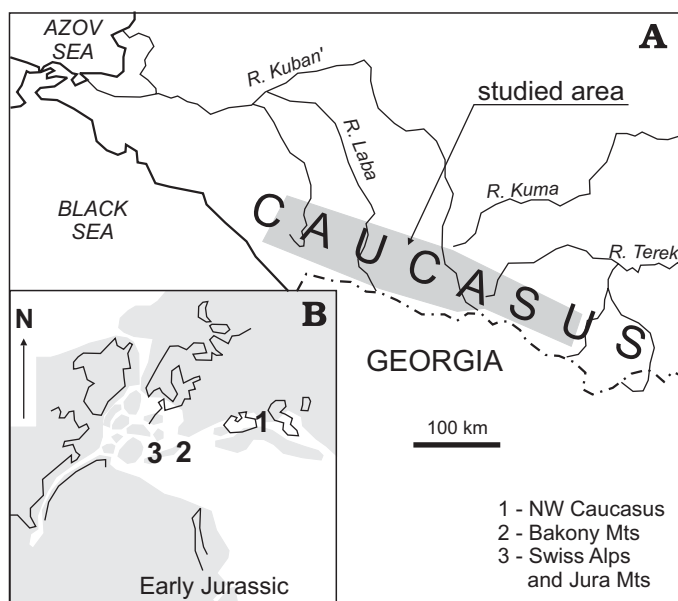 AZOV
SEA
A
R. Kuban'
studied area
R. Laba
R. Kuma
BLACK
SEA
CAUCASUS
R. Terek
B
N
GEORGIA
100 km
1
3 2
1 - NW Caucasus
2 - Bakony Mts
3 - Swiss Alps
and Jura Mts
Early Jurassic